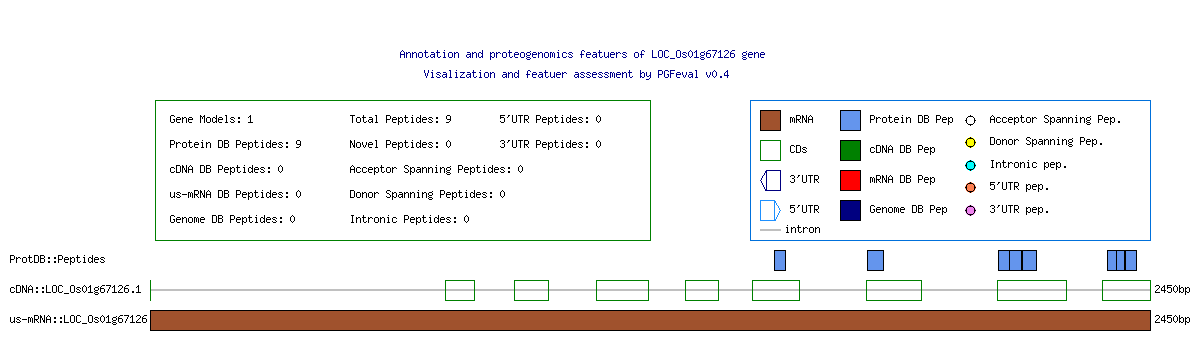 Annotation and proteogenomics featuers of LOC_Os01g67126 gene
Visalization and featuer assessment by PGFeval v0.4
Gene Models: 1 Total Peptides: 9 5'UTR Peptides: 0
Protein DB Peptides: 9 Novel Peptides: 0 3'UTR Peptides: 0
cDNA DB Peptides: 0 Acceptor Spanning Peptides: 0
us-mRNA DB Peptides: 0 Donor Spanning Peptides: 0
Genome DB Peptides: 0 Intronic Peptides: 0
mRNA Protein DB Pep Acceptor Spanning Pep.
CDs cDNA DB Pep Donor Spanning Pep.
3'UTR mRNA DB Pep Intronic pep.
5'UTR Genome DB Pep 5'UTR pep.
intron 3'UTR pep.
ProtDB::Peptides
cDNA::LOC_Os01g67126.1 2450bp
us-mRNA::LOC_Os01g67126 2450bp